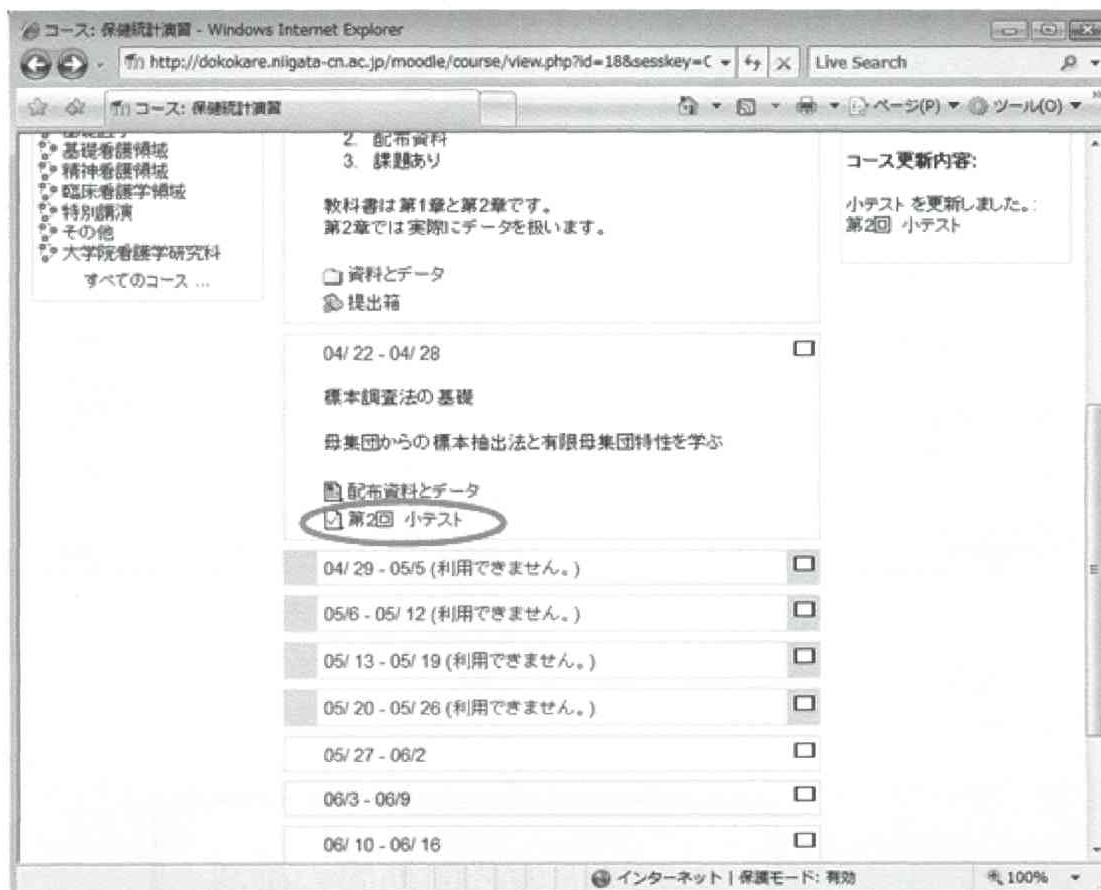 コース: 保健統計演習 - Windows Internet Explorer
http://dokokare.niigata-cn.ac.jp/moodle/course/view.php?id=18&sesskey=C
Live Search
コース: 保健統計演習
ページ(P)
ツール(O)
基礎看護領域
精神看護領域
臨床看護学領域
特別講演
その他
大学院看護学研究科
すべてのコース ...
2. 配布資料
3. 課題あり
教科書は第1章と第2章です。
第2章では実際にデータを扱います。
資料とデータ
提出箱
04/ 22 - 04/ 28
標本調査法の基礎
母集団からの標本抽出法と有限母集団特性を学ぶ
配布資料とデータ
第2回 小テスト
04/ 29 - 05/5 (利用できません。)
05/6 - 05/ 12 (利用できません。)
05/ 13 - 05/ 19 (利用できません。)
05/ 20 - 05/ 26 (利用できません。)
05/ 27 - 06/2
06/3 - 06/9
06/ 10 - 06/ 16
コース更新内容:
小テスト を更新しました。:
第2回 小テスト
インターネット | 保護モード: 有効
100%